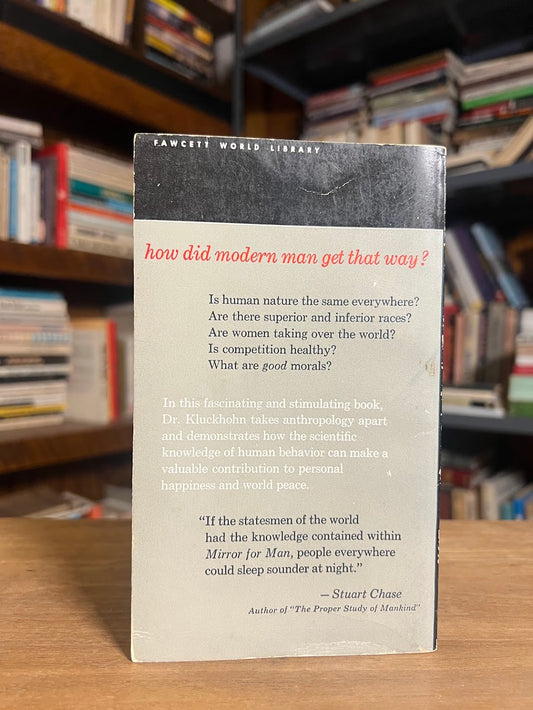 FAWCETT WORLD LIBRARY
how did modern man get that way?
Is human nature the same everywhere?
Are there superior and inferior races?
Are women taking over the world?
Is competition healthy?
What are good morals?
In this fascinating and stimulating book,
Dr. Kluckhohn takes anthropology apart
and demonstrates how the scientific
knowledge of human behavior can make a
valuable contribution to personal
happiness and world peace.
“If the statesmen of the world
had the knowledge contained within
Mirror for Man, people everywhere
could sleep sounder at night.”
— Stuart Chase
Author of "The Proper Study of Mankind"